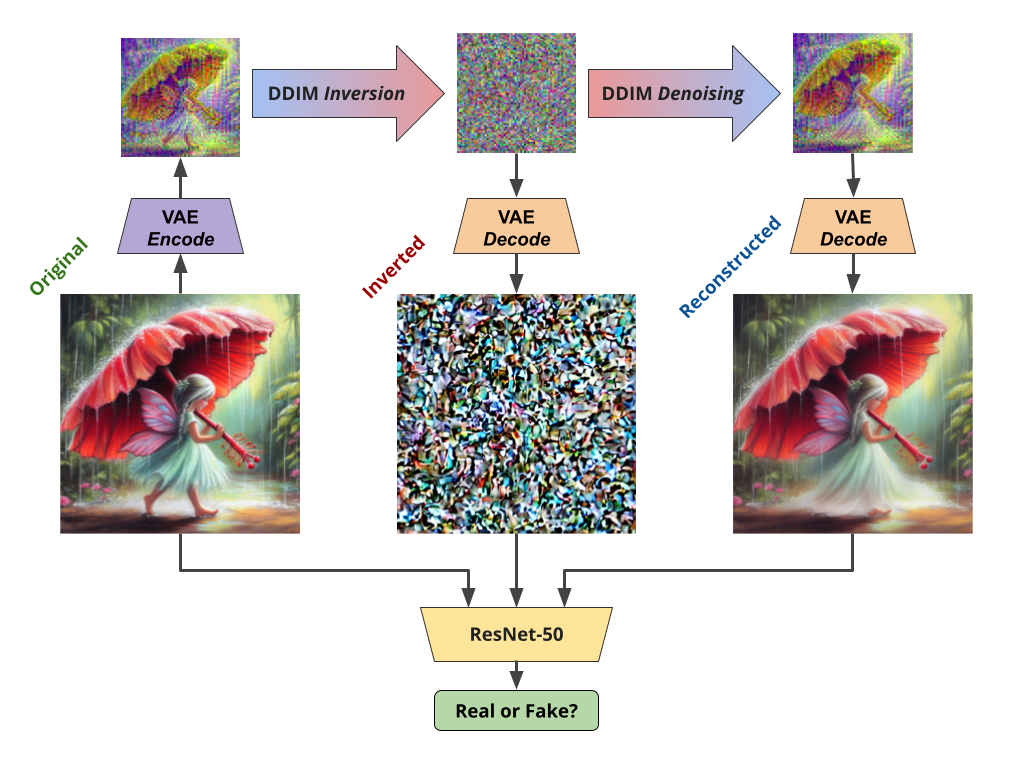 DDIM Inversion
DDIM Denoising
VAE
Encode
VAE
Decode
VAE
Decode
Original
Inverted
Reconstructed
ResNet-50
Real or Fake?